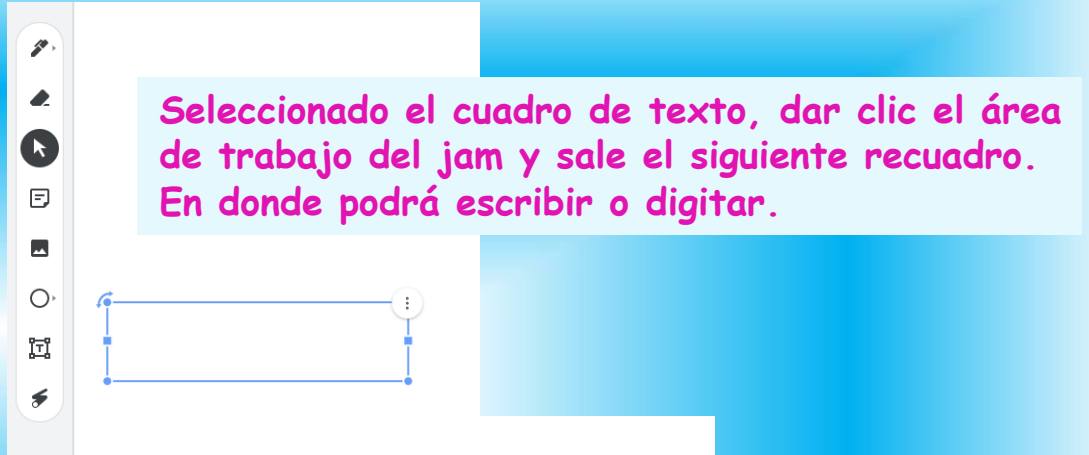 Seleccionado el cuadro de texto, dar clic el área
de trabajo del jam y sale el siguiente recuadro.
En donde podrá escribir o digitar.